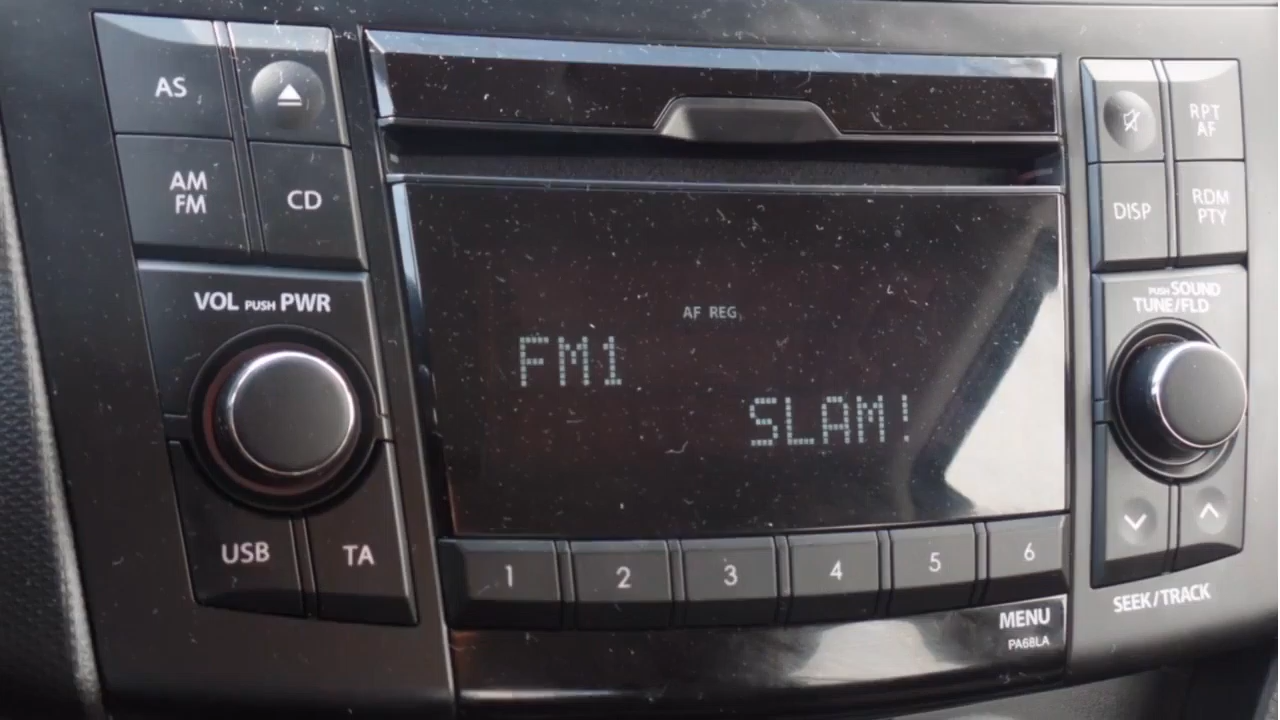 AS
AM
FM
CD
VOL PUSH PWR
USB
TA
AF REG
FM1
SLAM!
1
2
3
4
5
6
MENU
PA68LA
RPT
AF
DISP
RDM
PTY
PUSH SOUND
TUNE/FLD
SEEK/TRACK